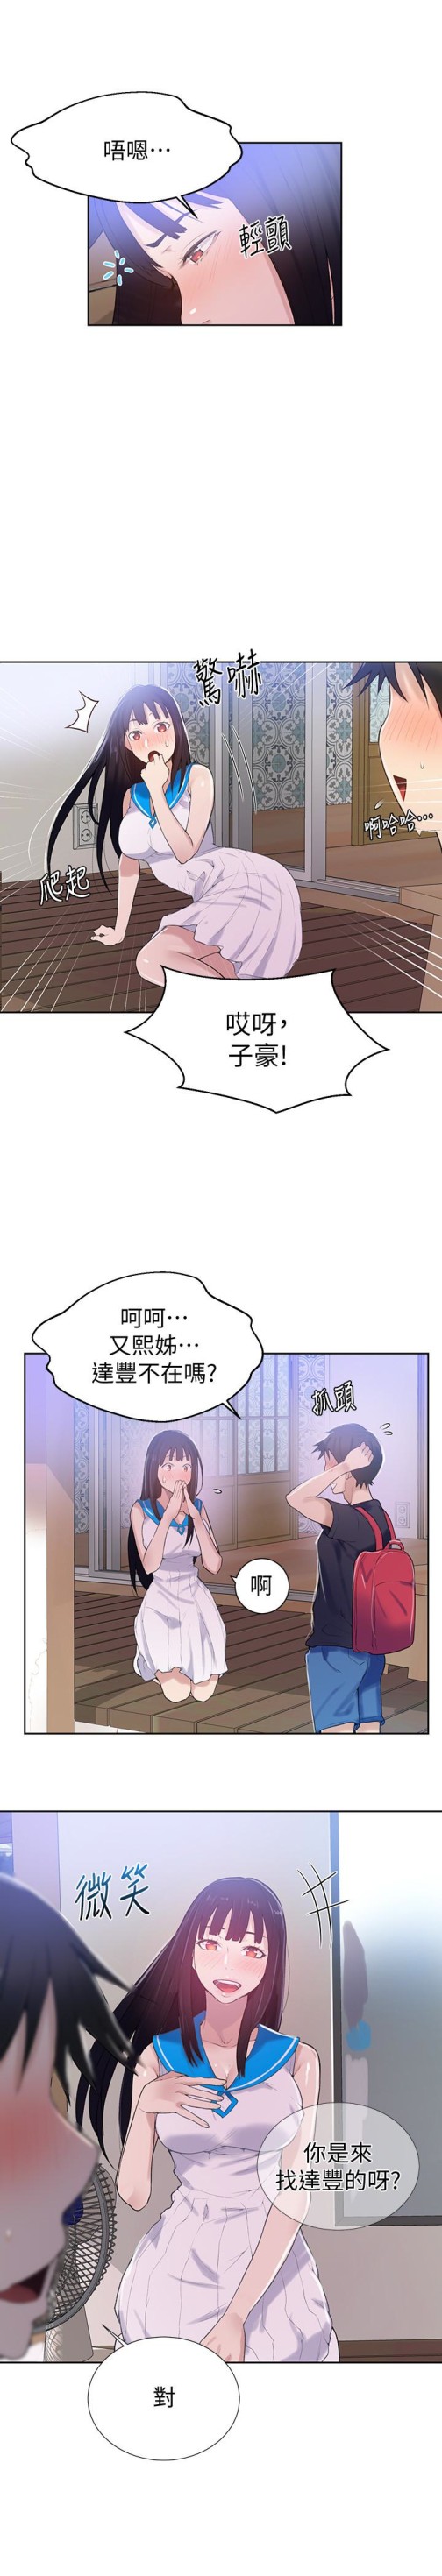 唔嗯…
輕顫
驚嚇
啊哈哈…
爬起
哎呀，
子豪!
呵呵…
又熙姊…
達豐不在嗎?
抓頭
啊
微笑
你是來
找達豐的呀?
對